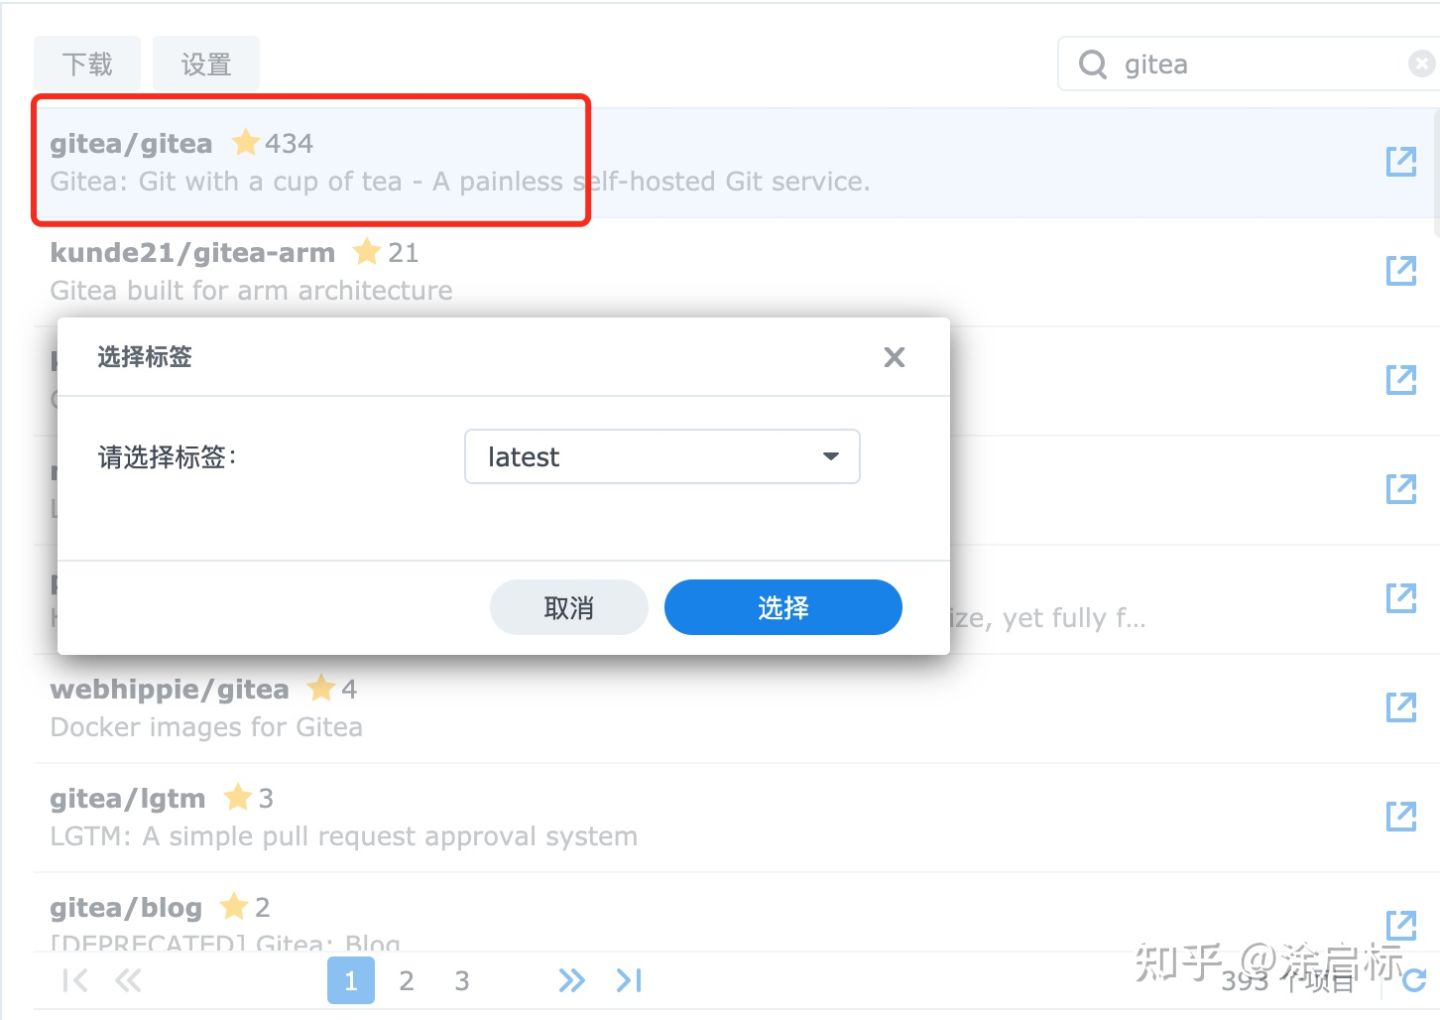 下载 设置 gitea
gitea/gitea 434
Gitea: Git with a cup of tea - A painless self-hosted Git service.
kunde21/gitea-arm 21
Gitea built for arm architecture
选择标签
请选择标签:
latest
取消 选择
ize, yet fully f...
webhippie/gitea 4
Docker images for Gitea
gitea/lgtm 3
LGTM: A simple pull request approval system
gitea/blog 2
[DEPRECATED] Gitea: Blog
1 2 3 393 个项目
知乎 @涂启标